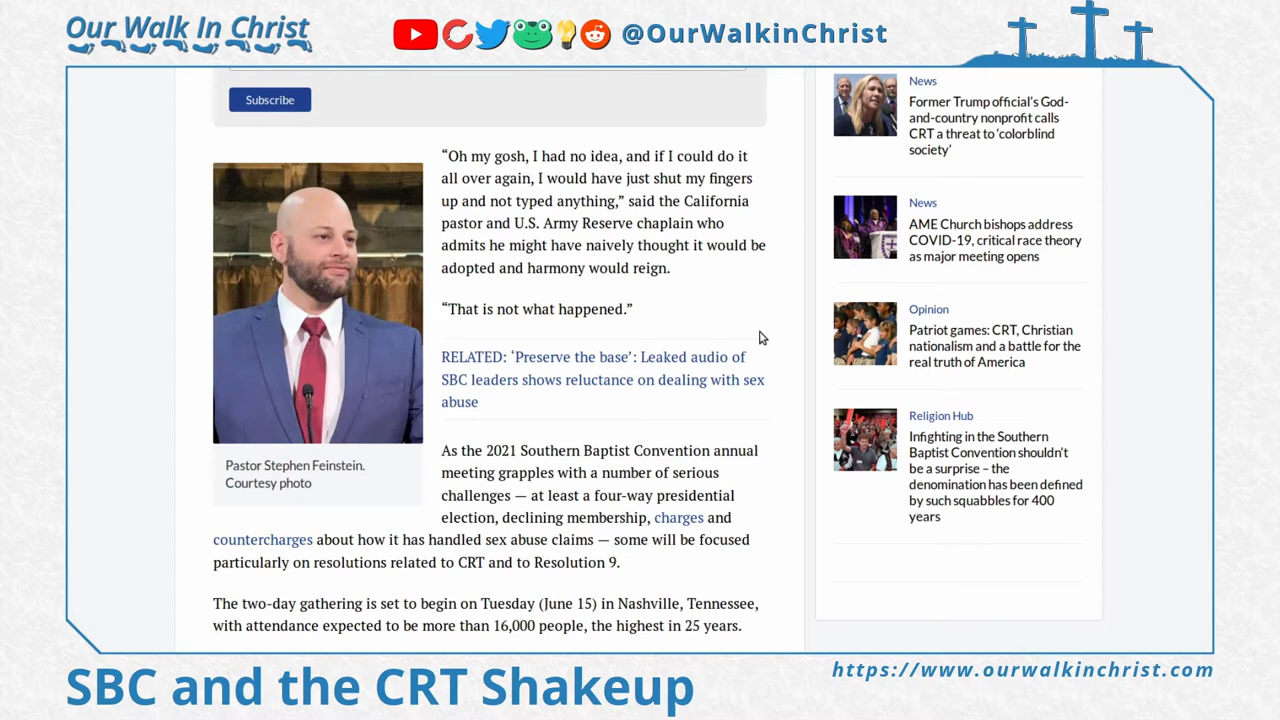 Our Walk In Christ
@OurWalkinChrist
Subscribe
“Oh my gosh, I had no idea, and if I could do it
all over again, I would have just shut my fingers
up and not typed anything,” said the California
pastor and U.S. Army Reserve chaplain who
admits he might have naively thought it would be
adopted and harmony would reign.
“That is not what happened.”
RELATED: ‘Preserve the base’: Leaked audio of
SBC leaders shows reluctance on dealing with sex
abuse
Pastor Stephen Feinstein.
Courtesy photo
As the 2021 Southern Baptist Convention annual
meeting grapples with a number of serious
challenges — at least a four-way presidential
election, declining membership, charges and
countercharges about how it has handled sex abuse claims — some will be focused
particularly on resolutions related to CRT and to Resolution 9.
The two-day gathering is set to begin on Tuesday (June 15) in Nashville, Tennessee,
with attendance expected to be more than 16,000 people, the highest in 25 years.
News
Former Trump official’s God-
and-country nonprofit calls
CRT a threat to ‘colorblind
society’
News
AME Church bishops address
COVID-19, critical race theory
as major meeting opens
Opinion
Patriot games: CRT, Christian
nationalism and a battle for the
real truth of America
Religion Hub
Infighting in the Southern
Baptist Convention shouldn’t
be a surprise – the
denomination has been defined
by such squabbles for 400
years
SBC and the CRT Shakeup
https://www.ourwalkinchrist.com